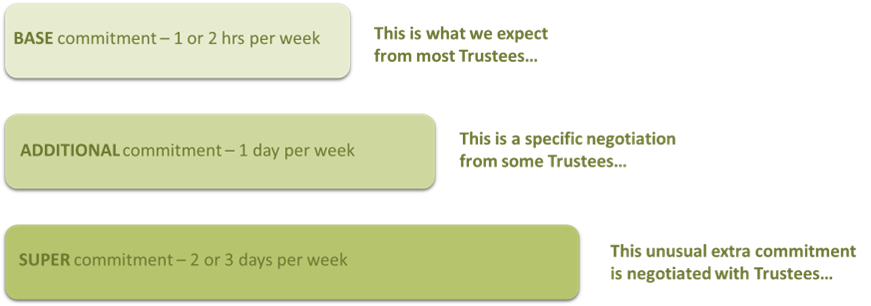 BASE commitment – 1 or 2 hrs per week
This is what we expect
from most Trustees…
ADDITIONAL commitment – 1 day per week
This is a specific negotiation
from some Trustees…
SUPER commitment – 2 or 3 days per week
This unusual extra commitment
is negotiated with Trustees…